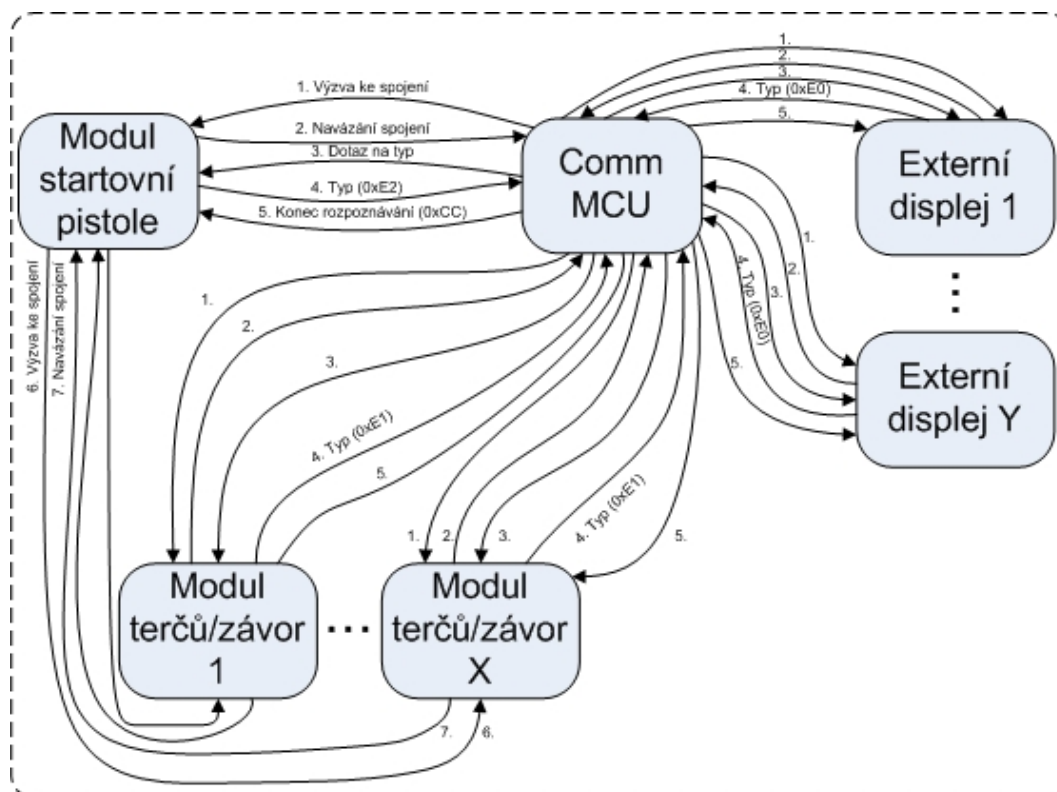 1.
2.
3.
4. Typ (0xE0)
5.
1. Výzva ke spojení
2. Navázání spojení
3. Dotaz na typ
4. Typ (0xE2)
5. Konec rozpoznávání (0xCC)
Modul
startovní
pistole
Comm
MCU
Externí
displej 1
1.
2.
3.
4. Typ (0xE0)
5.
Externí
displej Y
6. Výzva ke spojení
7. Navázání spojení
1.
2.
3.
4. Typ (0xE1)
5.
1.
2.
3.
4. Typ (0xE1)
5.
Modul
terčů/závor
1
Modul
terčů/závor
X
7.
6.